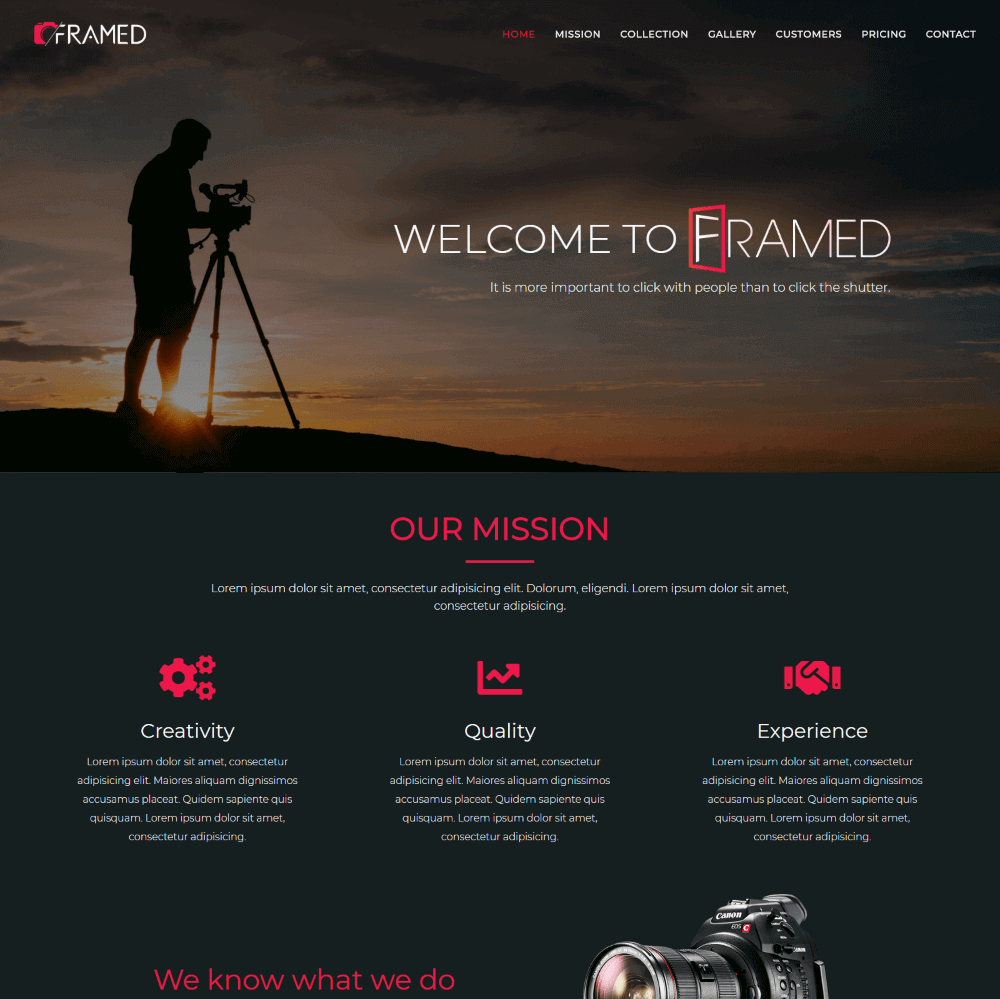 FRAMED
HOME MISSION COLLECTION GALLERY CUSTOMERS PRICING CONTACT
WELCOME TO FRAMED
It is more important to click with people than to click the shutter.
OUR MISSION
Lorem ipsum dolor sit amet, consectetur adipisicing elit. Dolorum, eligendi. Lorem ipsum dolor sit amet,
consectetur adipisicing.
Creativity
Lorem ipsum dolor sit amet, consectetur
adipisicing elit. Maiores aliquam dignissimos
accusamus placeat. Quidem sapiente quis
quisquam. Lorem ipsum dolor sit amet,
consectetur adipisicing.
Quality
Lorem ipsum dolor sit amet, consectetur
adipisicing elit. Maiores aliquam dignissimos
accusamus placeat. Quidem sapiente quis
quisquam. Lorem ipsum dolor sit amet,
consectetur adipisicing.
Experience
Lorem ipsum dolor sit amet, consectetur
adipisicing elit. Maiores aliquam dignissimos
accusamus placeat. Quidem sapiente quis
quisquam. Lorem ipsum dolor sit amet,
consectetur adipisicing.
We know what we do
Canon
EOS C